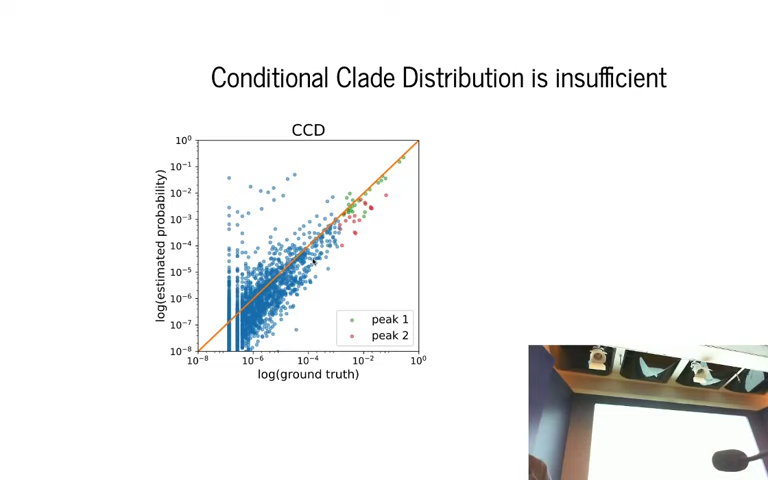 Conditional Clade Distribution is insufficient
CCD
log(estimated probability)
10⁰
10⁻¹
10⁻²
10⁻³
10⁻⁴
10⁻⁵
10⁻⁶
10⁻⁷
10⁻⁸
peak 1
peak 2
10⁻⁸ 10⁻⁶ 10⁻⁴ 10⁻² 10⁰
log(ground truth)